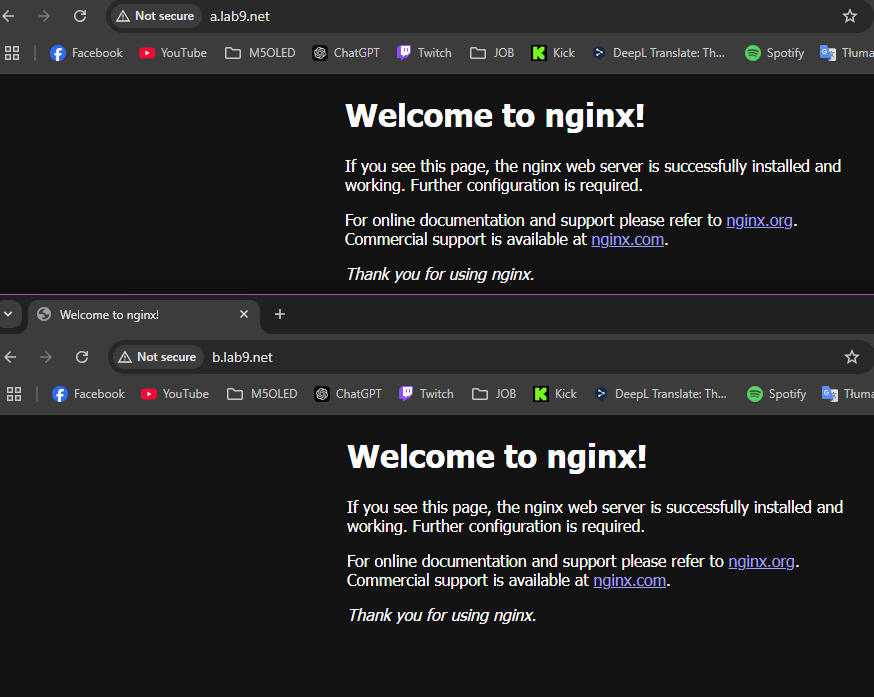 Not secure a.lab9.net
Facebook YouTube M5OLED ChatGPT Twitch JOB Kick DeepL Translate: Th... Spotify Tłuma
Welcome to nginx!
If you see this page, the nginx web server is successfully installed and
working. Further configuration is required.
For online documentation and support please refer to nginx.org.
Commercial support is available at nginx.com.
Thank you for using nginx.
Welcome to nginx!
Not secure b.lab9.net
Facebook YouTube M5OLED ChatGPT Twitch JOB Kick DeepL Translate: Th... Spotify Tłuma
Welcome to nginx!
If you see this page, the nginx web server is successfully installed and
working. Further configuration is required.
For online documentation and support please refer to nginx.org.
Commercial support is available at nginx.com.
Thank you for using nginx.